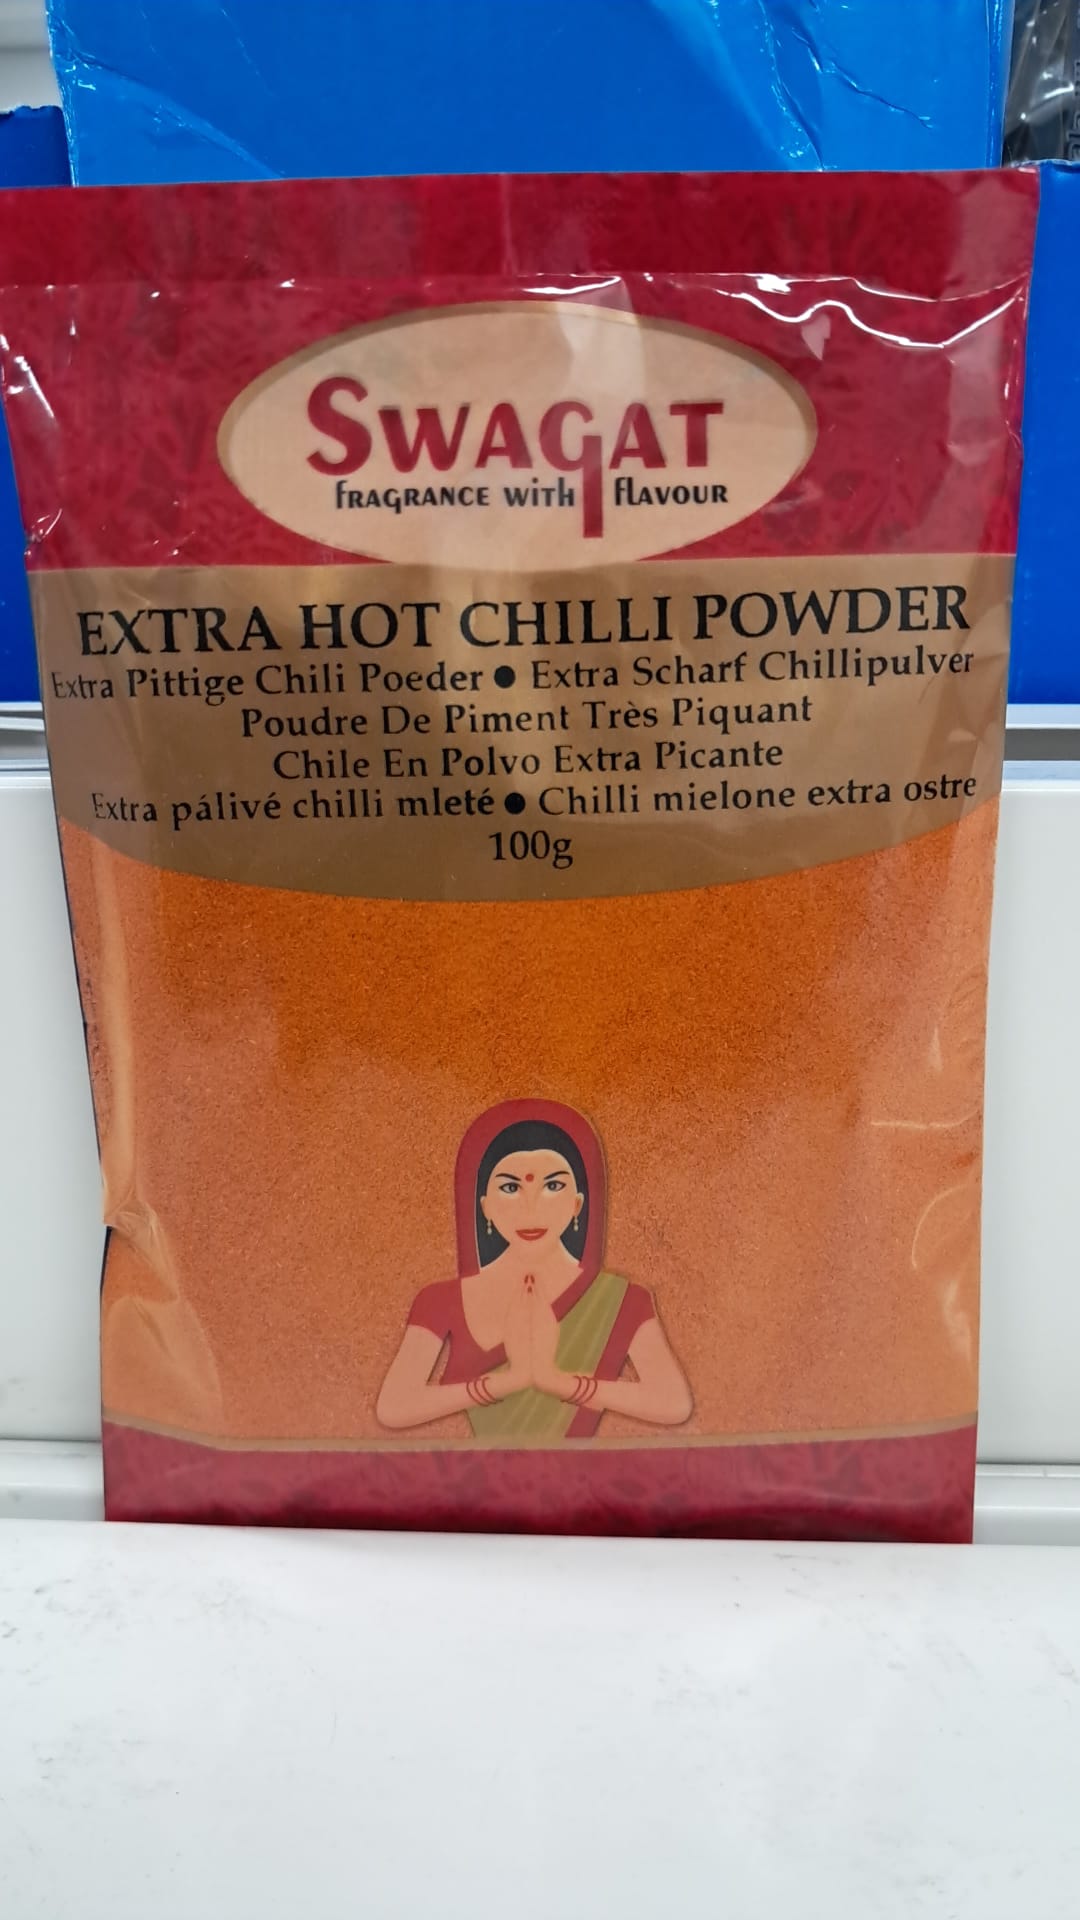 SWAGAT
FRAGRANCE WITH FLAVOUR
EXTRA HOT CHILLI POWDER
Extra Pittige Chili Poeder ● Extra Scharf Chillipulver
Poudre De Piment Très Piquant
Chile En Polvo Extra Picante
Extra pálivé chilli mleté ● Chilli mielone extra ostre
100g